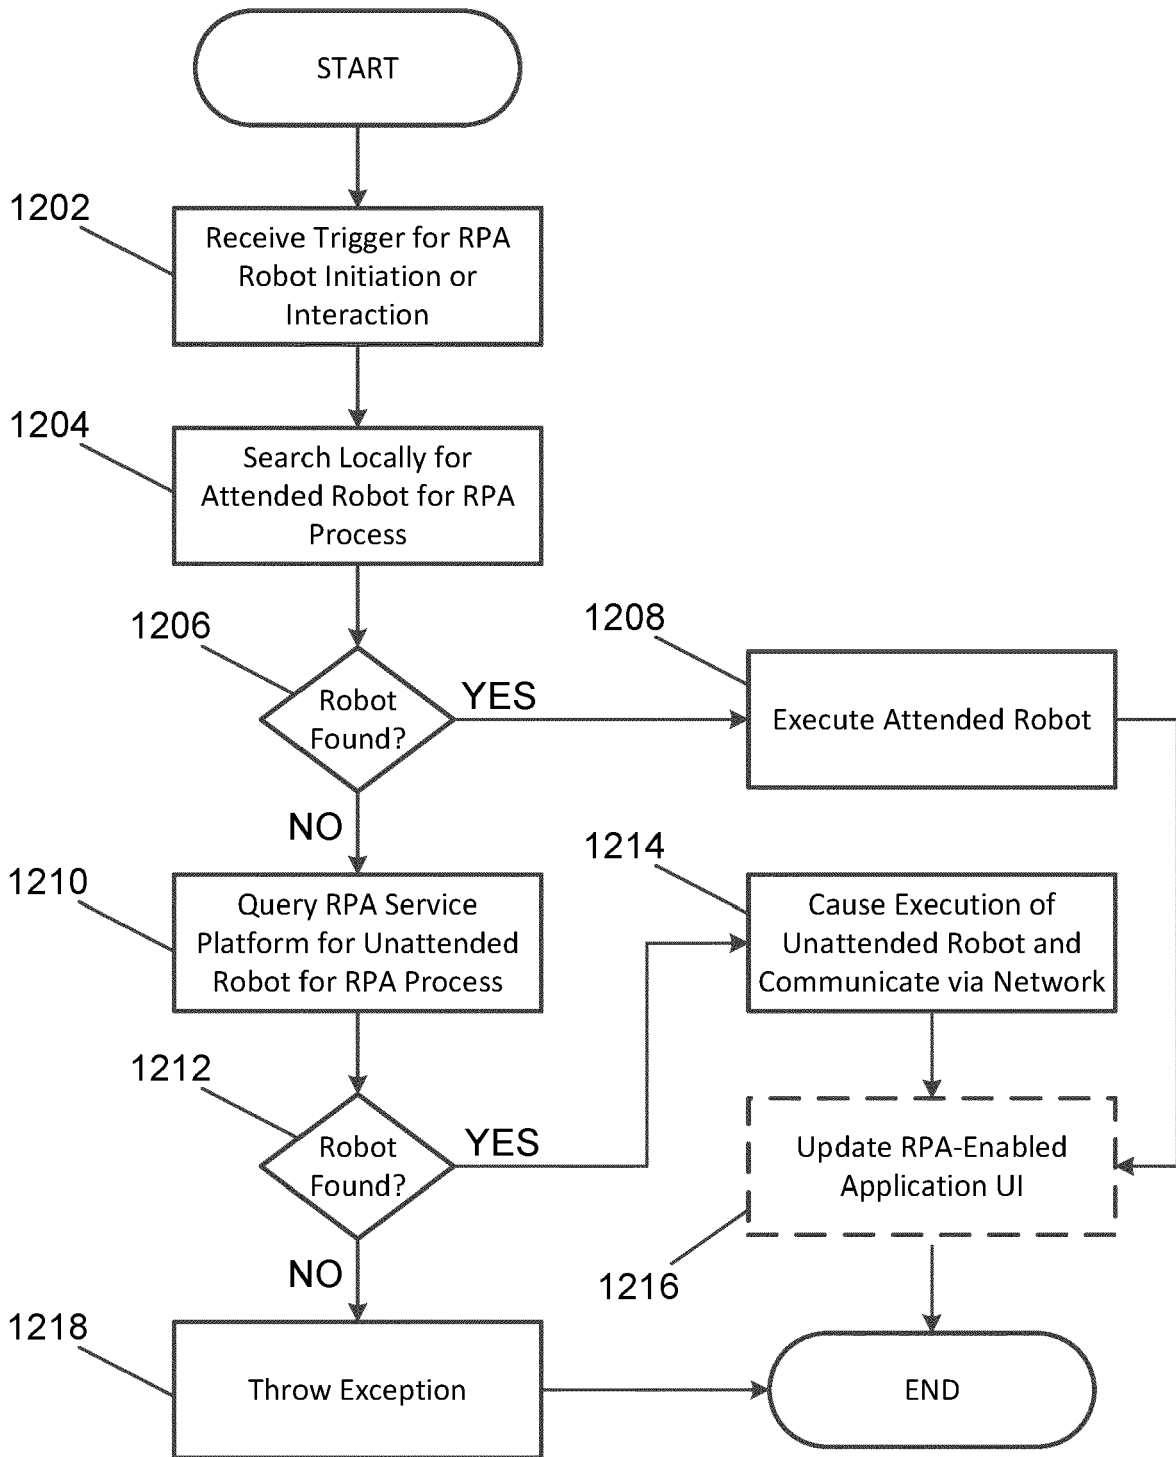 START
1202
Receive Trigger for RPA
Robot Initiation or
Interaction
1204
Search Locally for
Attended Robot for RPA
Process
1206
Robot
Found?
YES
1208
Execute Attended Robot
NO
1210
Query RPA Service
Platform for Unattended
Robot for RPA Process
1214
Cause Execution of
Unattended Robot and
Communicate via Network
1212
Robot
Found?
YES
Update RPA-Enabled
Application UI
1216
NO
1218
Throw Exception
END